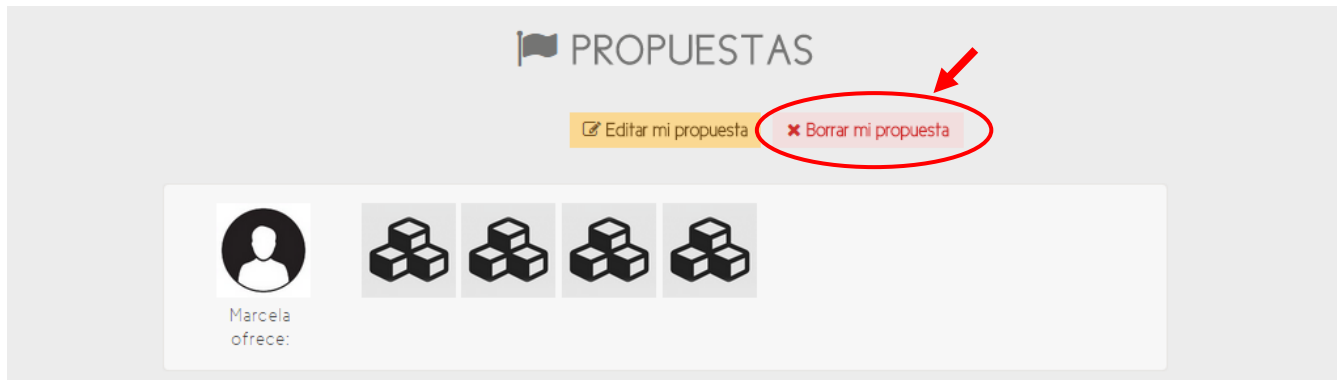 PROPUESTAS
Editar mi propuesta
Borrar mi propuesta
Marcela
ofrece: